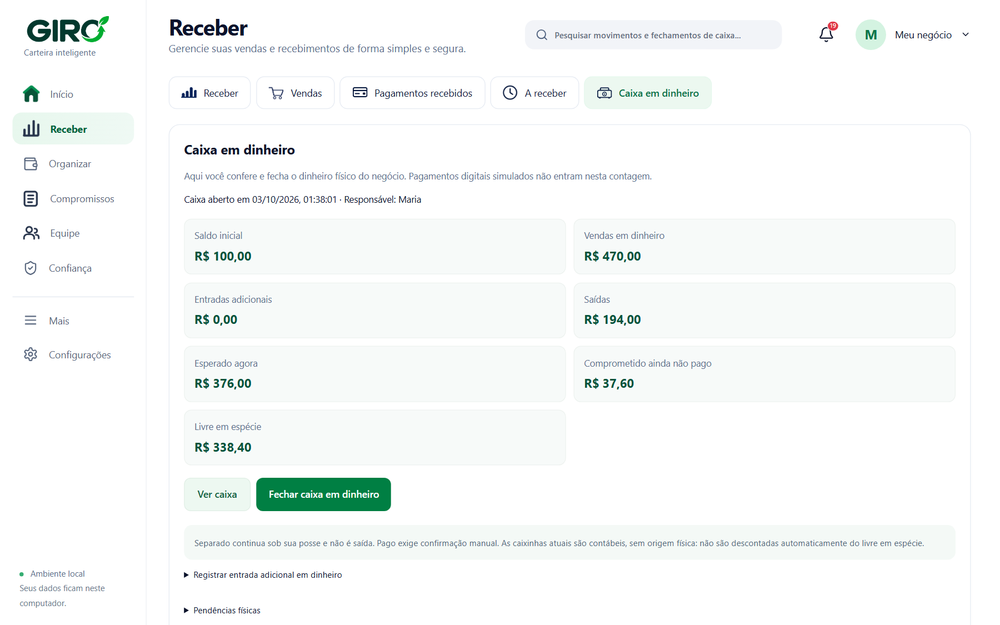 GIRO
Carteira inteligente
Início
Receber
Organizar
Compromissos
Equipe
Confiança
Mais
Configurações
Ambiente local
Seus dados ficam neste
computador.
Receber
Gerencie suas vendas e recebimentos de forma simples e segura.
Pesquisar movimentos e fechamentos de caixa...
19
M
Meu negócio
Receber
Vendas
Pagamentos recebidos
A receber
Caixa em dinheiro
Caixa em dinheiro
Aqui você confere e fecha o dinheiro físico do negócio. Pagamentos digitais simulados não entram nesta contagem.
Caixa aberto em 03/10/2026, 01:38:01 · Responsável: Maria
Saldo inicial
R$ 100,00
Vendas em dinheiro
R$ 470,00
Entradas adicionais
R$ 0,00
Saídas
R$ 194,00
Esperado agora
R$ 376,00
Comprometido ainda não pago
R$ 37,60
Livre em espécie
R$ 338,40
Ver caixa
Fechar caixa em dinheiro
Separado continua sob sua posse e não é saída. Pago exige confirmação manual. As caixinhas atuais são contábeis, sem origem física: não são descontadas automaticamente do livre em espécie.
Registrar entrada adicional em dinheiro
Pendências físicas